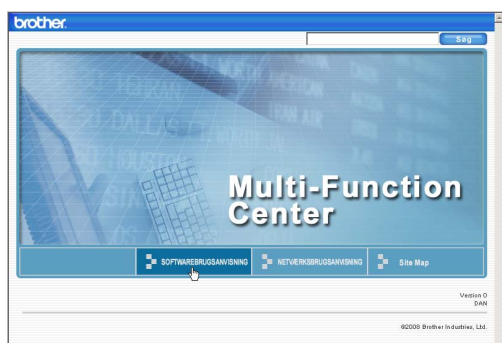 brother.
Søg
Multi-Function
Center
SOFTWAREBRUGSANVISNING
NETVÆRKSBRUGSANVISNING
Site Map
Version 0
DAN
©2008 Brother Industries, Ltd.